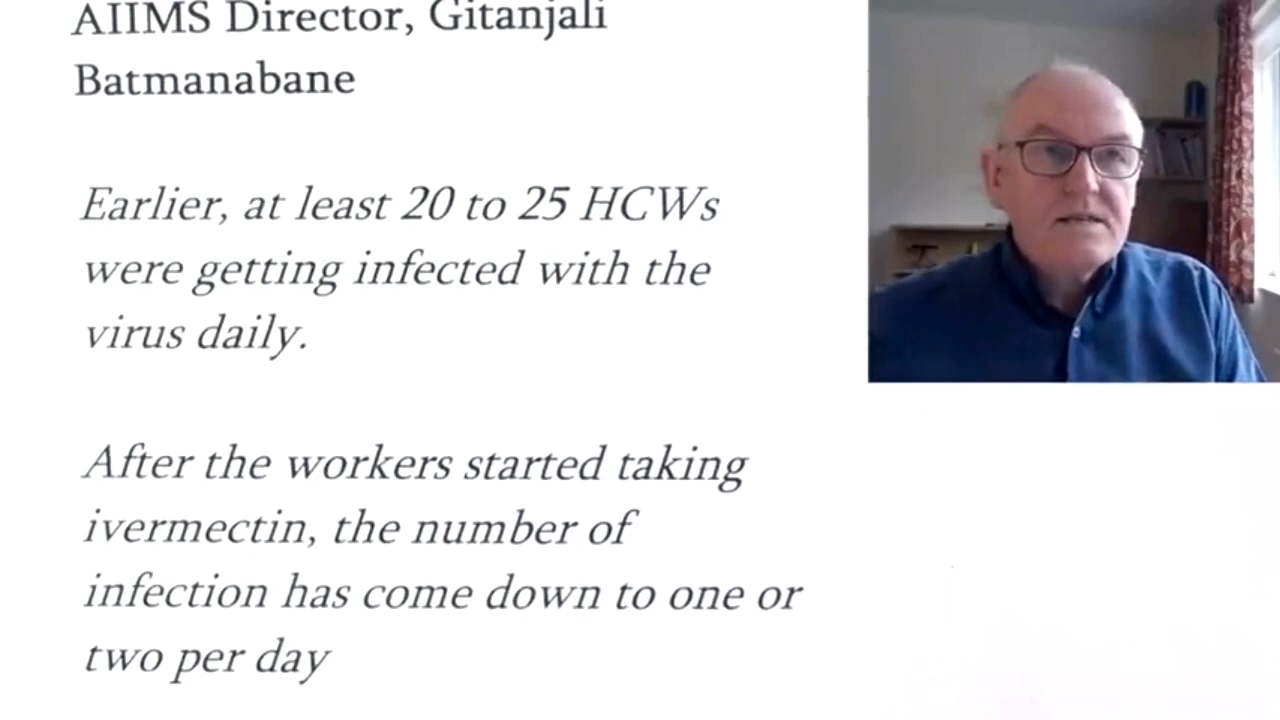 AIIMS Director, Gitanjali
Batmanabane
Earlier, at least 20 to 25 HCWs
were getting infected with the
virus daily.
After the workers started taking
ivermectin, the number of
infection has come down to one or
two per day